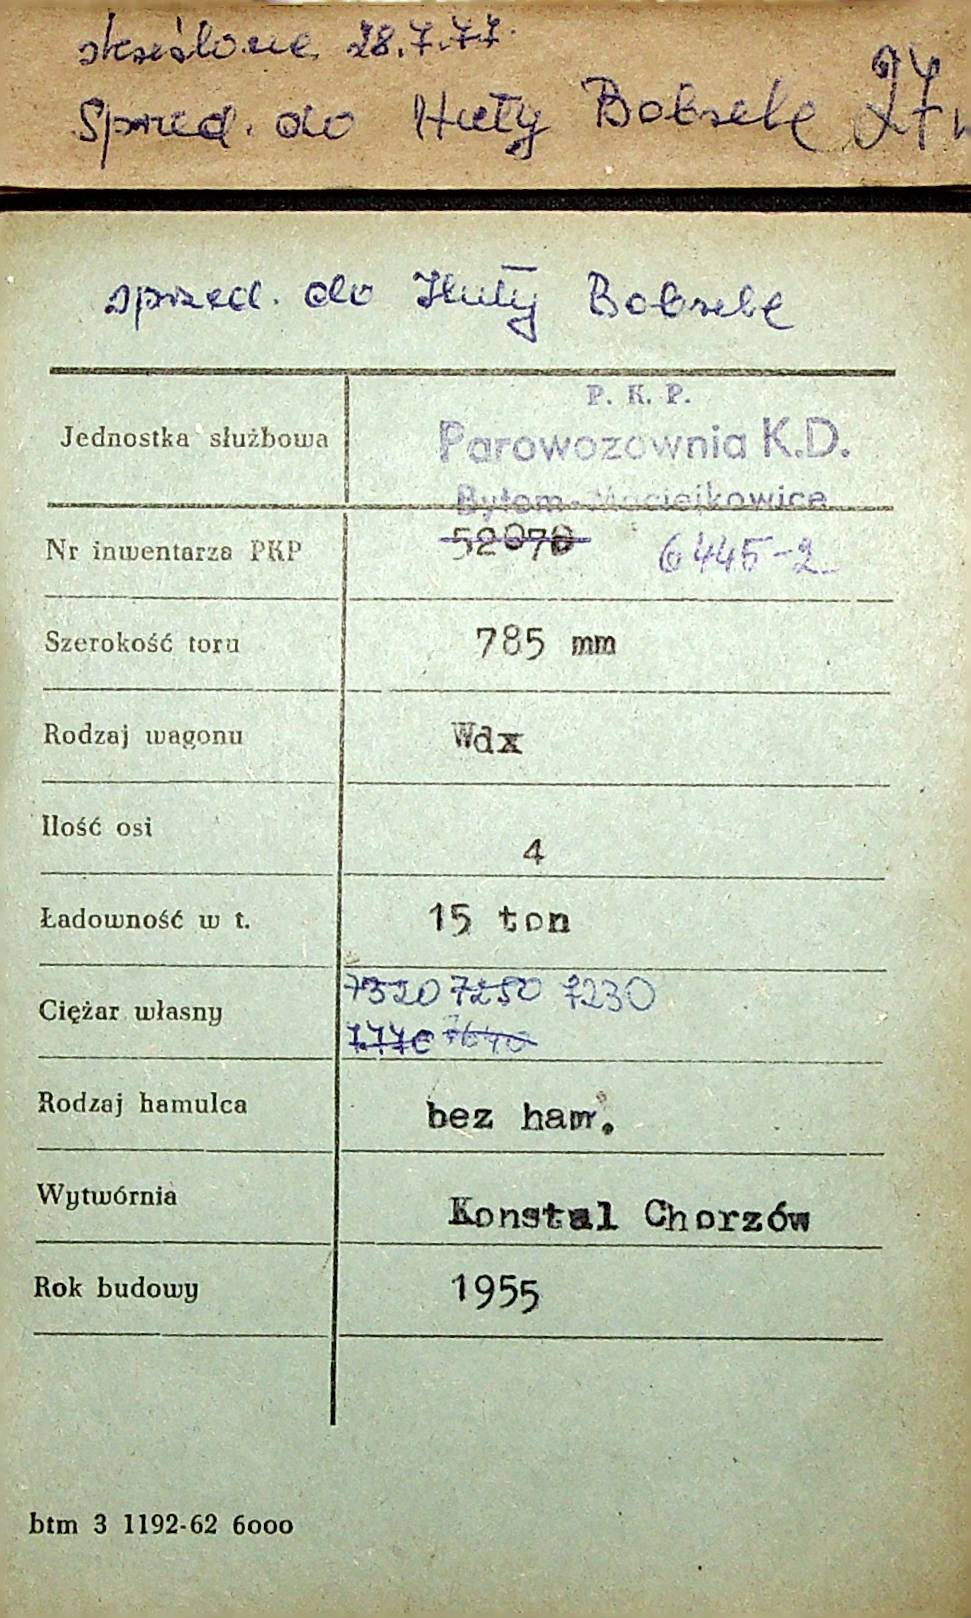 skreślone 28.7.77.
Sprzed. do Huty Bobrek 27
sprzed. do Huty Bobrek
P. K. P.
Jednostka służbowa Parowozownia K.D.
Bytom-Maciejkowice
Nr inwentarza PKP 52070 6445-2
Szerokość toru 785 mm
Rodzaj wagonu Wdx
Ilość osi 4
Ładowność w t. 15 ton
7320 7250 7230
Ciężar własny
7.770 7640
Rodzaj hamulca bez ham.
Wytwórnia Konstal Chorzów
Rok budowy 1955
btm 3 1192-62 6000